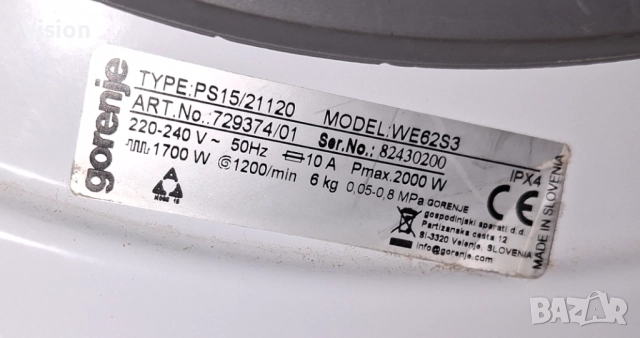 Vision
gorenje
TYPE:PS15/21120 MODEL:WE62S3
ART.No.:729374/01 Ser.No.: 82430200
220-240 V ~ 50Hz 10 A Pmax.2000 W IPX4
1700 W 1200/min 6 kg 0,05-0,8 MPa
GORENJE
gospodinjski aparati d.d.
Partizanska cesta 12
SI-3320 Velenje, SLOVENIA
info@gorenje.com
MADE IN SLOVENIA
BAZAR